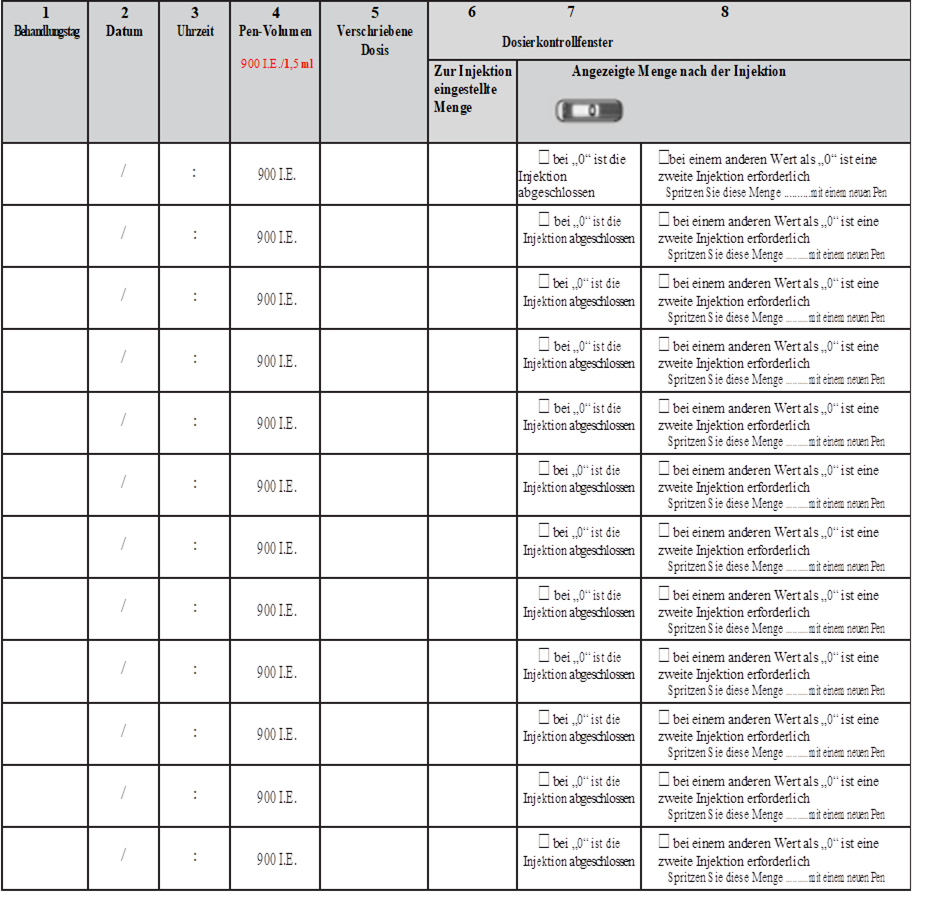 1 2 3 4 5 6 7 8
Behandlungstag Datum Uhrzeit Pen-Volumen Verschriebene Dosis Dosierkontrollfenster
900 I.E./1,5 ml
Zur Injektion eingestellte Menge Angezeigte Menge nach der Injektion
/ : 900 I.E. ☐ bei „0“ ist die Injektion abgeschlossen ☐bei einem anderen Wert als „0“ ist eine zweite Injektion erforderlich Spritzen Sie diese Menge ..........mit einem neuen Pen
/ : 900 I.E. ☐ bei „0“ ist die Injektion abgeschlossen ☐ bei einem anderen Wert als „0“ ist eine zweite Injektion erforderlich Spritzen Sie diese Menge ..........mit einem neuen Pen
/ : 900 I.E. ☐ bei „0“ ist die Injektion abgeschlossen ☐ bei einem anderen Wert als „0“ ist eine zweite Injektion erforderlich Spritzen Sie diese Menge ..........mit einem neuen Pen
/ : 900 I.E. ☐ bei „0“ ist die Injektion abgeschlossen ☐ bei einem anderen Wert als „0“ ist eine zweite Injektion erforderlich Spritzen Sie diese Menge ..........mit einem neuen Pen
/ : 900 I.E. ☐ bei „0“ ist die Injektion abgeschlossen ☐ bei einem anderen Wert als „0“ ist eine zweite Injektion erforderlich Spritzen Sie diese Menge ..........mit einem neuen Pen
/ : 900 I.E. ☐ bei „0“ ist die Injektion abgeschlossen ☐ bei einem anderen Wert als „0“ ist eine zweite Injektion erforderlich Spritzen Sie diese Menge ..........mit einem neuen Pen
/ : 900 I.E. ☐ bei „0“ ist die Injektion abgeschlossen ☐ bei einem anderen Wert als „0“ ist eine zweite Injektion erforderlich Spritzen Sie diese Menge ..........mit einem neuen Pen
/ : 900 I.E. ☐ bei „0“ ist die Injektion abgeschlossen ☐ bei einem anderen Wert als „0“ ist eine zweite Injektion erforderlich Spritzen Sie diese Menge ..........mit einem neuen Pen
/ : 900 I.E. ☐ bei „0“ ist die Injektion abgeschlossen ☐ bei einem anderen Wert als „0“ ist eine zweite Injektion erforderlich Spritzen Sie diese Menge ..........mit einem neuen Pen
/ : 900 I.E. ☐ bei „0“ ist die Injektion abgeschlossen ☐ bei einem anderen Wert als „0“ ist eine zweite Injektion erforderlich Spritzen Sie diese Menge ..........mit einem neuen Pen
/ : 900 I.E. ☐ bei „0“ ist die Injektion abgeschlossen ☐ bei einem anderen Wert als „0“ ist eine zweite Injektion erforderlich Spritzen Sie diese Menge ..........mit einem neuen Pen
/ : 900 I.E. ☐ bei „0“ ist die Injektion abgeschlossen ☐ bei einem anderen Wert als „0“ ist eine zweite Injektion erforderlich Spritzen Sie diese Menge ..........mit einem neuen Pen